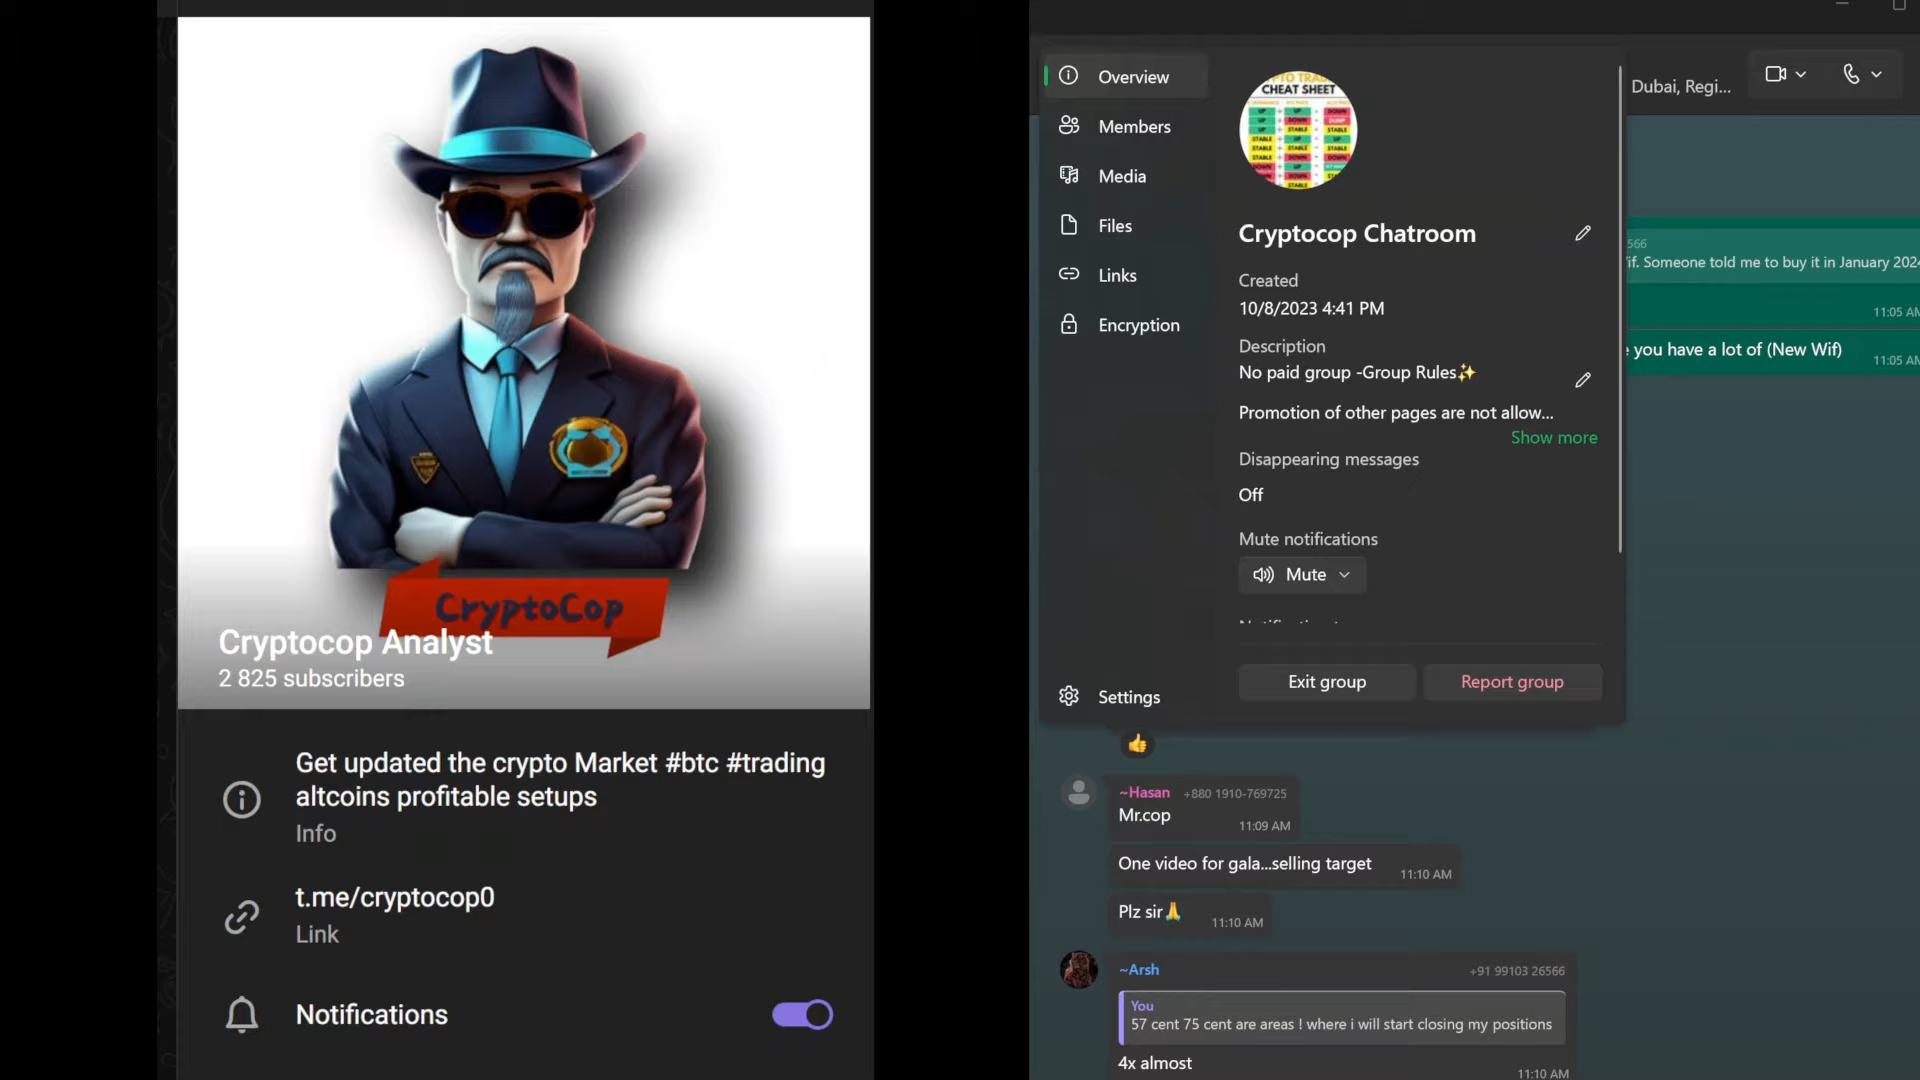 CryptoCop
Cryptocop Analyst
2 825 subscribers
Get updated the crypto Market #btc #trading
altcoins profitable setups
Info
t.me/cryptocop0
Link
Notifications
Overview
Members
Media
Files
Links
Encryption
Settings
CHEAT SHEET
UP
DOWN
STABLE
Cryptocop Chatroom
Created
10/8/2023 4:41 PM
Description
No paid group -Group Rules✨
Promotion of other pages are not allow...
Show more
Disappearing messages
Off
Mute notifications
Mute
Exit group
Report group
Dubai, Regi...
566
if. Someone told me to buy it in January 2024
11:05 AM
e you have a lot of (New Wif)
11:05 AM
👍
~Hasan +880 1910-769725
Mr.cop
11:09 AM
One video for gala...selling target
11:10 AM
Plz sir🙏
11:10 AM
~Arsh +91 99103 26566
You
57 cent 75 cent are areas ! where i will start closing my positions
4x almost
11:10 AM